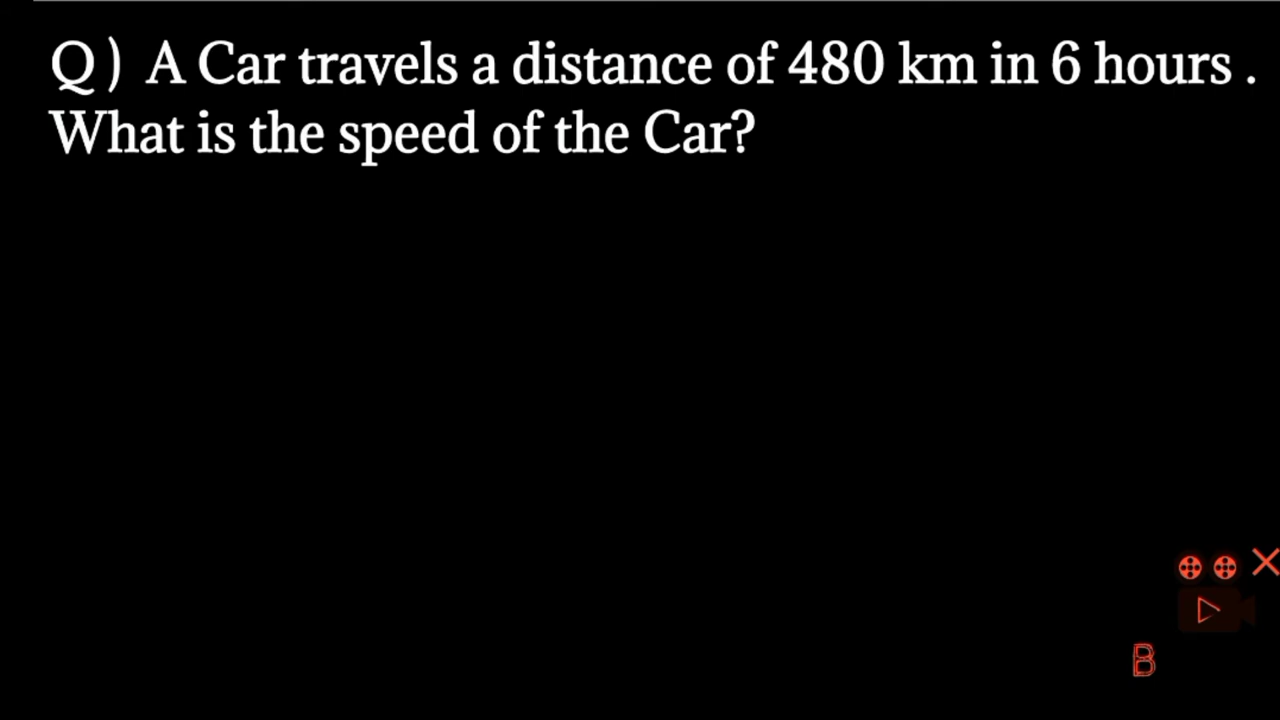 Q ) A Car travels a distance of 480 km in 6 hours .
What is the speed of the Car?
B